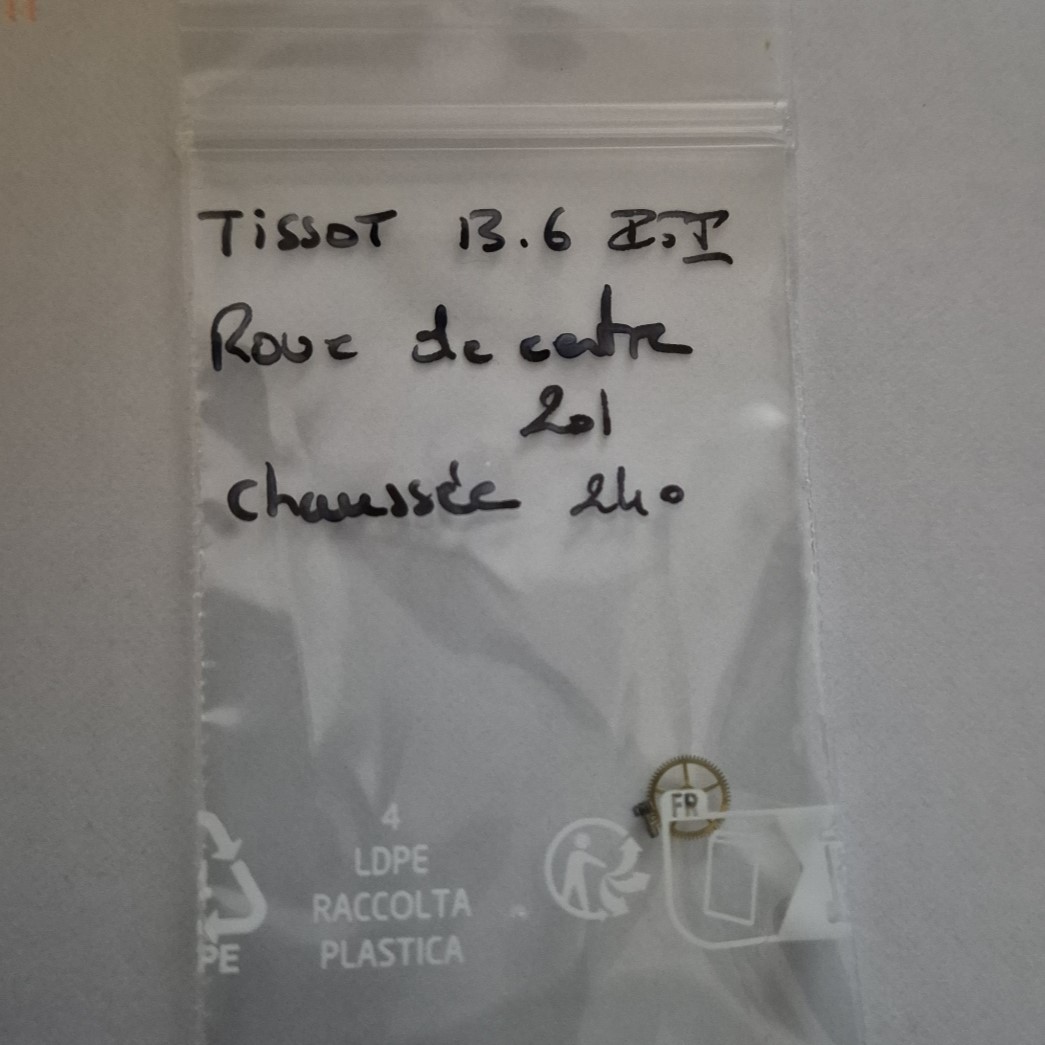 TissoT 13.6 I.T
Roue de centre
201
chaussée 240
FR
4
LDPE
RACCOLTA
PLASTICA
PE